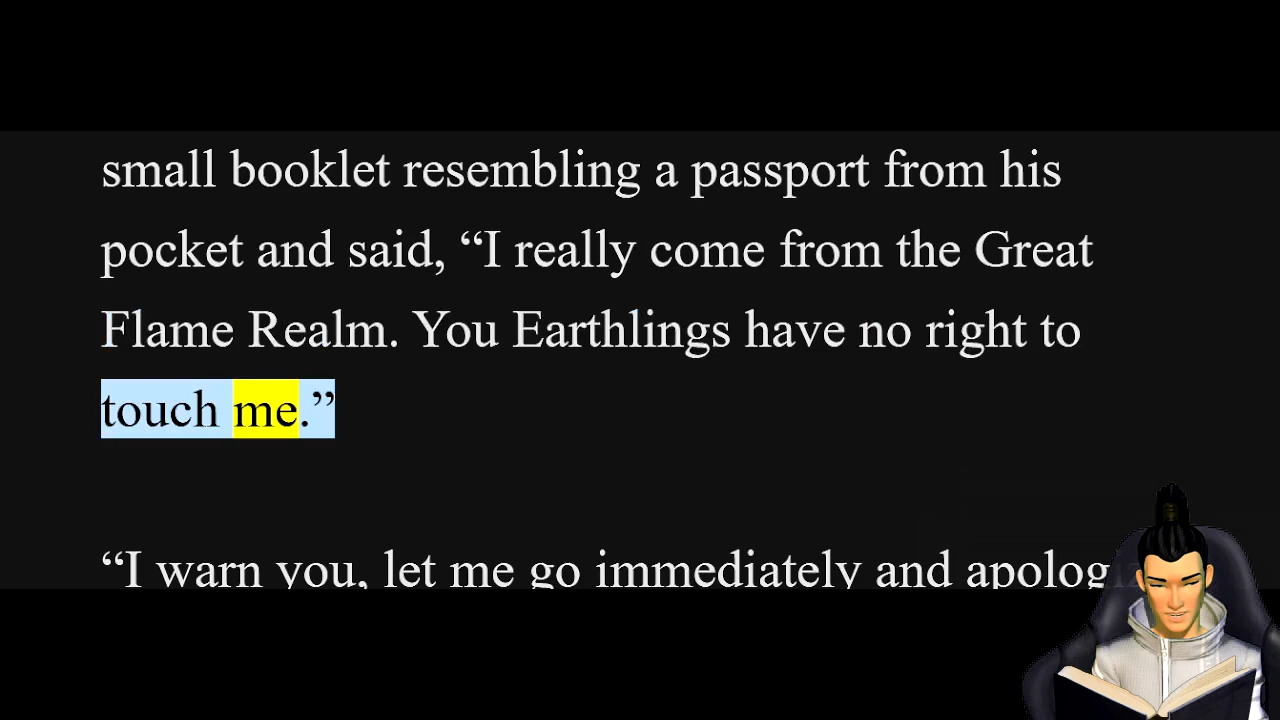 small booklet resembling a passport from his
pocket and said, “I really come from the Great
Flame Realm. You Earthlings have no right to
touch me.”
“I warn you, let me go immediately and